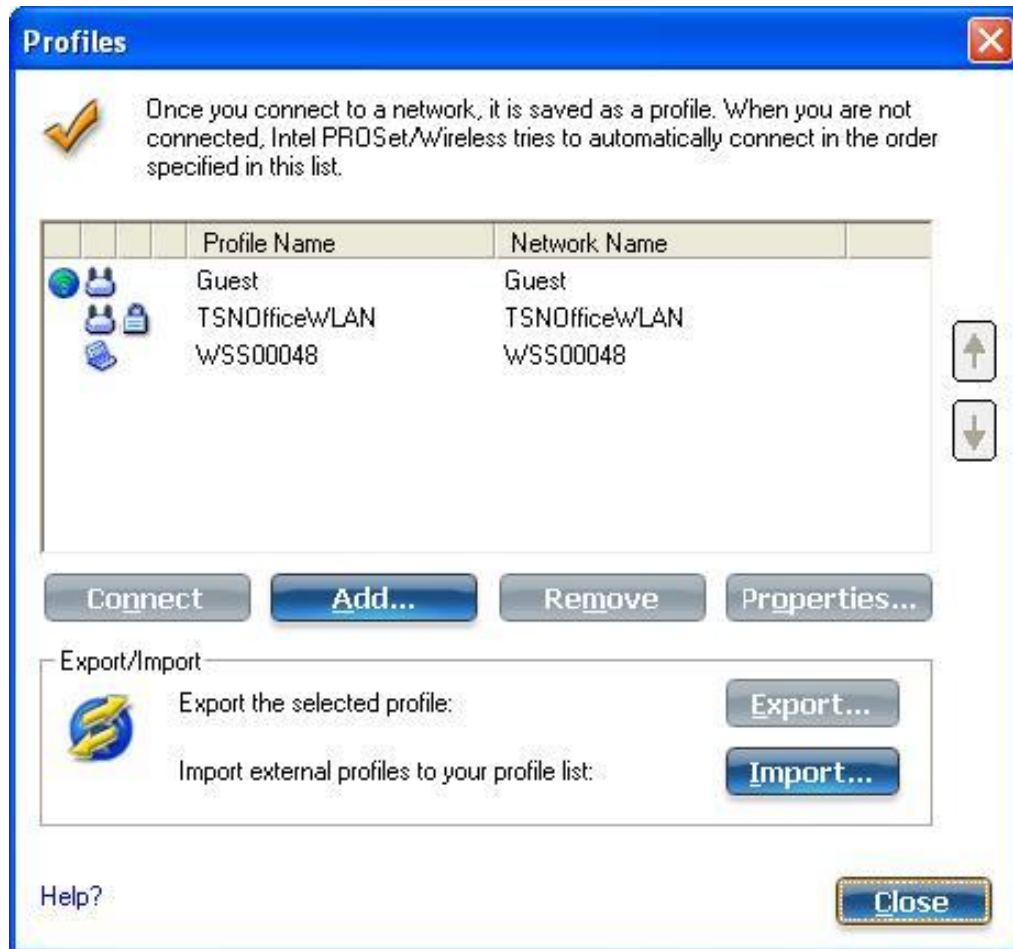 Profiles
Once you connect to a network, it is saved as a profile. When you are not
connected, Intel PROSet/Wireless tries to automatically connect in the order
specified in this list.
Profile Name Network Name
Guest Guest
TSNOfficeWLAN TSNOfficeWLAN
WSS00048 WSS00048
Connect Add... Remove Properties...
Export/Import
Export the selected profile: Export...
Import external profiles to your profile list: Import...
Help? Close